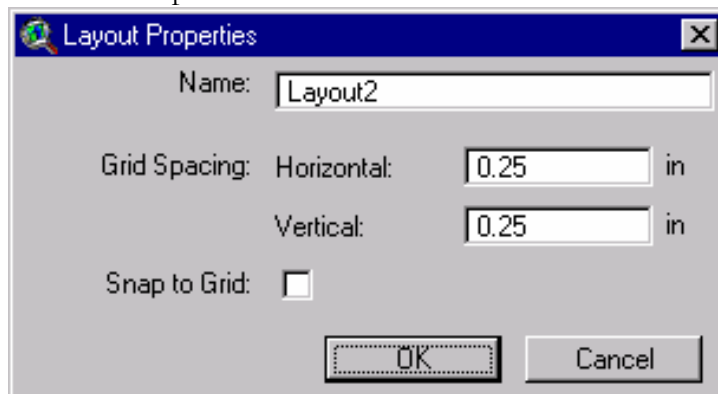 Layout Properties
Name: Layout2
Grid Spacing: Horizontal: 0.25 in
Vertical: 0.25 in
Snap to Grid:
OK Cancel